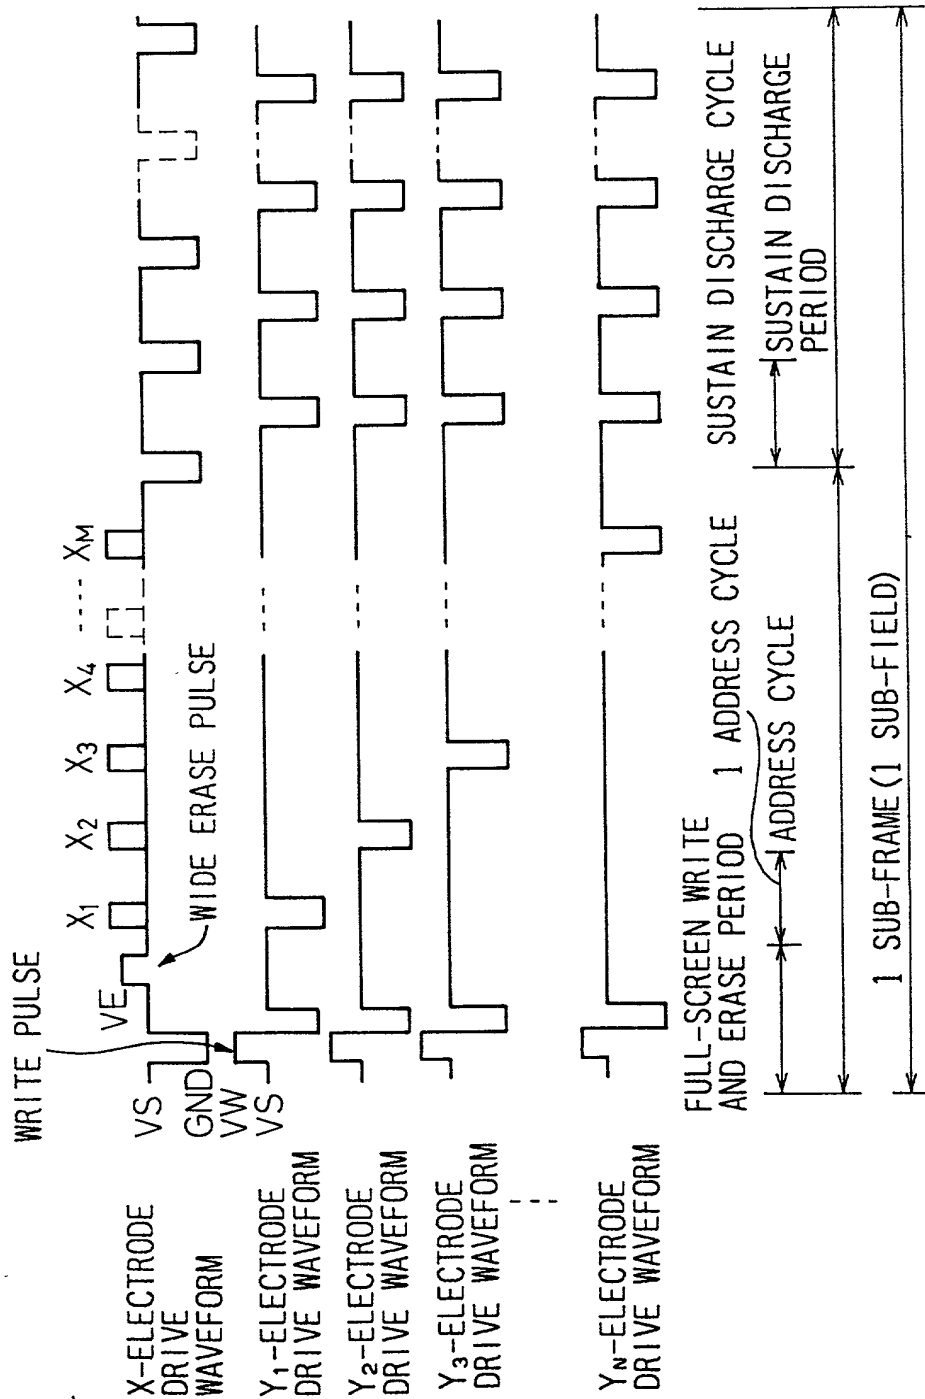 WRITE PULSE
X1 X2 X3 X4 ---- XM
VE
WIDE ERASE PULSE
X-ELECTRODE
DRIVE
WAVEFORM
VS
GND
VW
VS
Y1-ELECTRODE
DRIVE WAVEFORM
Y2-ELECTRODE
DRIVE WAVEFORM
Y3-ELECTRODE
DRIVE WAVEFORM
YN-ELECTRODE
DRIVE WAVEFORM
FULL-SCREEN WRITE
AND ERASE PERIOD
1 ADDRESS CYCLE
ADDRESS CYCLE
SUSTAIN DISCHARGE CYCLE
SUSTAIN DISCHARGE
PERIOD
1 SUB-FRAME (1 SUB-FIELD)